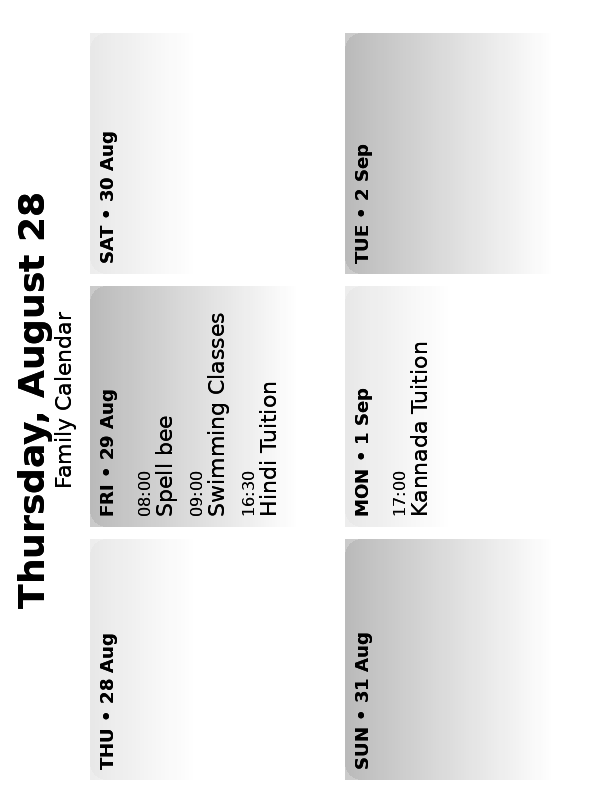 Thursday, August 28
Family Calendar
THU • 28 Aug
FRI • 29 Aug
08:00
Spell bee
09:00
Swimming Classes
16:30
Hindi Tuition
SAT • 30 Aug
SUN • 31 Aug
MON • 1 Sep
17:00
Kannada Tuition
TUE • 2 Sep